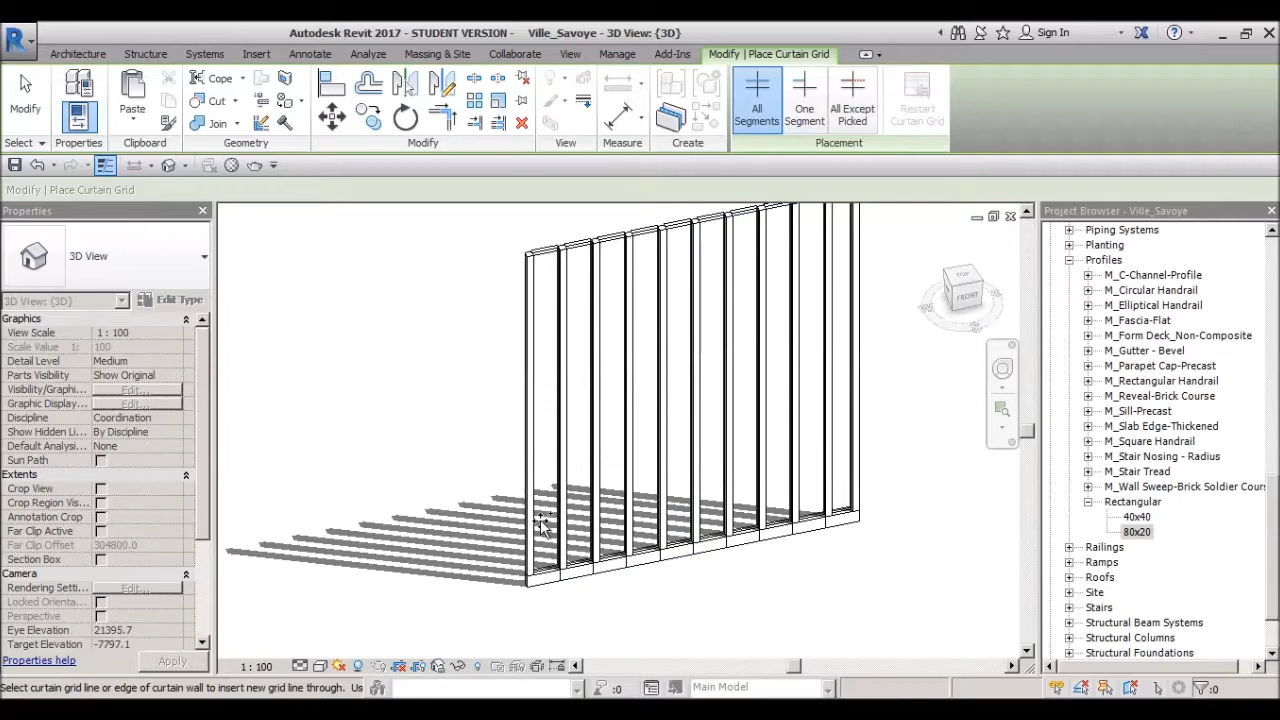 Autodesk Revit 2017 - STUDENT VERSION - Ville_Savoye - 3D View: {3D}
Sign In
Architecture Structure Systems Insert Annotate Analyze Massing & Site Collaborate View Manage Add-Ins Modify | Place Curtain Grid
Modify
Paste
Cope
Cut
Join
All Segments
One Segment
All Except Picked
Restart Curtain Grid
Select Properties Clipboard Geometry Modify View Measure Create Placement
Modify | Place Curtain Grid
Properties
3D View
3D View: {3D} Edit Type
Graphics
View Scale 1 : 100
Scale Value 1: 100
Detail Level Medium
Parts Visibility Show Original
Visibility/Graphi... Edit...
Graphic Display... Edit...
Discipline Coordination
Show Hidden Li... By Discipline
Default Analysi... None
Sun Path
Extents
Crop View
Crop Region Vis...
Annotation Crop
Far Clip Active
Far Clip Offset 304800.0
Section Box
Camera
Rendering Setti... Edit...
Locked Orienta...
Perspective
Eye Elevation 21395.7
Target Elevation -7797.1
Properties help Apply
TOP
FRONT
Project Browser - Ville_Savoye
Piping Systems
Planting
Profiles
M_C-Channel-Profile
M_Circular Handrail
M_Elliptical Handrail
M_Fascia-Flat
M_Form Deck_Non-Composite
M_Gutter - Bevel
M_Parapet Cap-Precast
M_Rectangular Handrail
M_Reveal-Brick Course
M_Sill-Precast
M_Slab Edge-Thickened
M_Square Handrail
M_Stair Nosing - Radius
M_Stair Tread
M_Wall Sweep-Brick Soldier Cour
Rectangular
40x40
80x20
Railings
Ramps
Roofs
Site
Stairs
Structural Beam Systems
Structural Columns
Structural Foundations
1 : 100
Select curtain grid line or edge of curtain wall to insert new grid line through. Us
:0
Main Model
:0